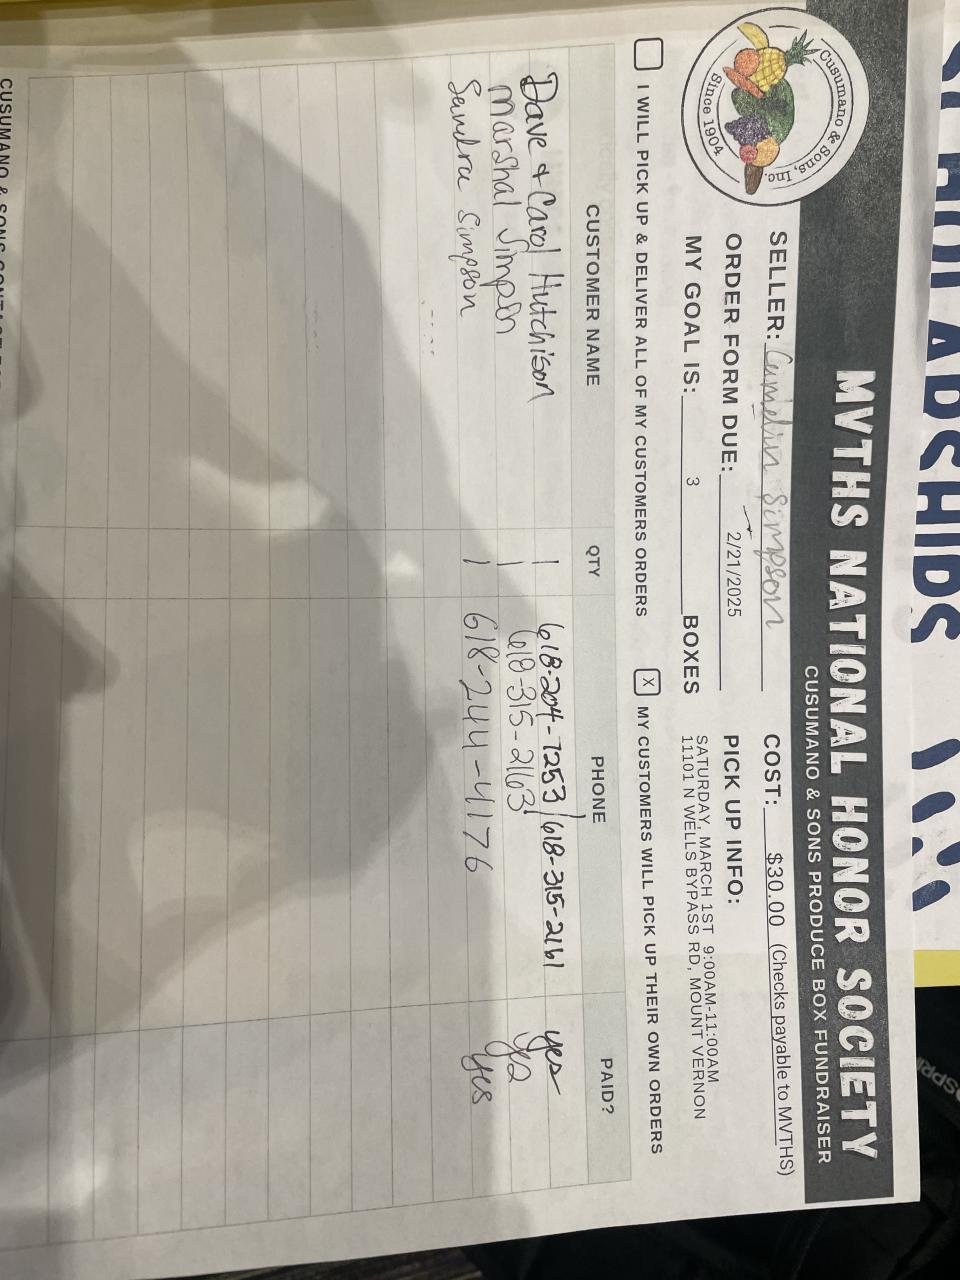 MVTHS NATIONAL HONOR SOCIETY
CUSUMANO & SONS PRODUCE BOX FUNDRAISER
Cusumano & Sons, Inc.
Since 1904
SELLER: Simpson
COST: $30.00 (Checks payable to MVTHS)
ORDER FORM DUE: 2/21/2025
PICK UP INFO:
SATURDAY, MARCH 1ST 9:00AM-11:00AM
11101 N WELLS BYPASS RD, MOUNT VERNON
MY GOAL IS: 3 BOXES
I WILL PICK UP & DELIVER ALL OF MY CUSTOMERS ORDERS
X MY CUSTOMERS WILL PICK UP THEIR OWN ORDERS
CUSTOMER NAME QTY PHONE PAID?
Dave + Carol Hutchison 1 618-204-7253 / 618-315-2161 yes
Marshal Simpson 1 618-315-2163
Sandra Simpson 1 618-244-4176 yes
CUSUMANO & SONS CONTACT